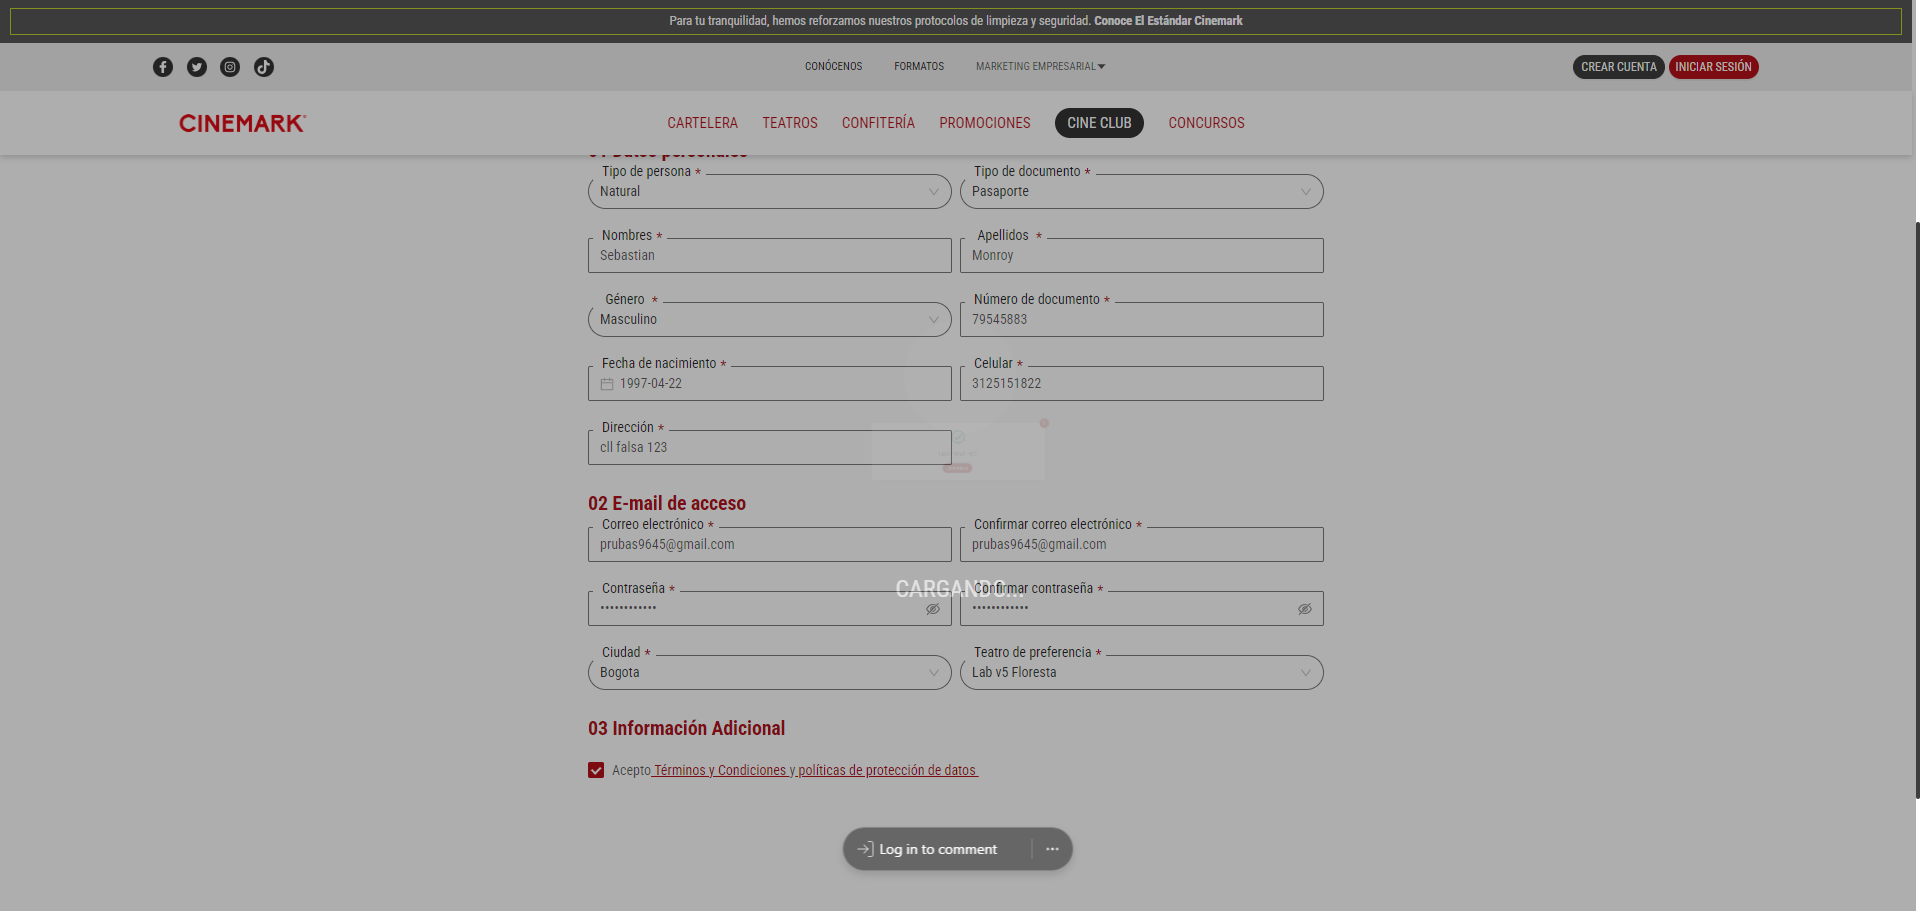 Para tu tranquilidad, hemos reforzamos nuestros protocolos de limpieza y seguridad. Conoce El Estándar Cinemark
CONÓCENOS FORMATOS MARKETING EMPRESARIAL CREAR CUENTA INICIAR SESIÓN
CINEMARK CARTELERA TEATROS CONFITERÍA PROMOCIONES CINE CLUB CONCURSOS
01 Datos personales
Tipo de persona * Tipo de documento *
Natural Pasaporte
Nombres * Apellidos *
Sebastian Monroy
Género * Número de documento *
Masculino 79545883
Fecha de nacimiento * Celular *
1997-04-22 3125151822
Dirección *
cll falsa 123
02 E-mail de acceso
Correo electrónico * Confirmar correo electrónico *
prubas9645@gmail.com prubas9645@gmail.com
Contraseña * CARGANDO... Confirmar contraseña *
•••••••••••• ••••••••••••
Ciudad * Teatro de preferencia *
Bogota Lab v5 Floresta
03 Información Adicional
Acepto Términos y Condiciones y políticas de protección de datos
Log in to comment